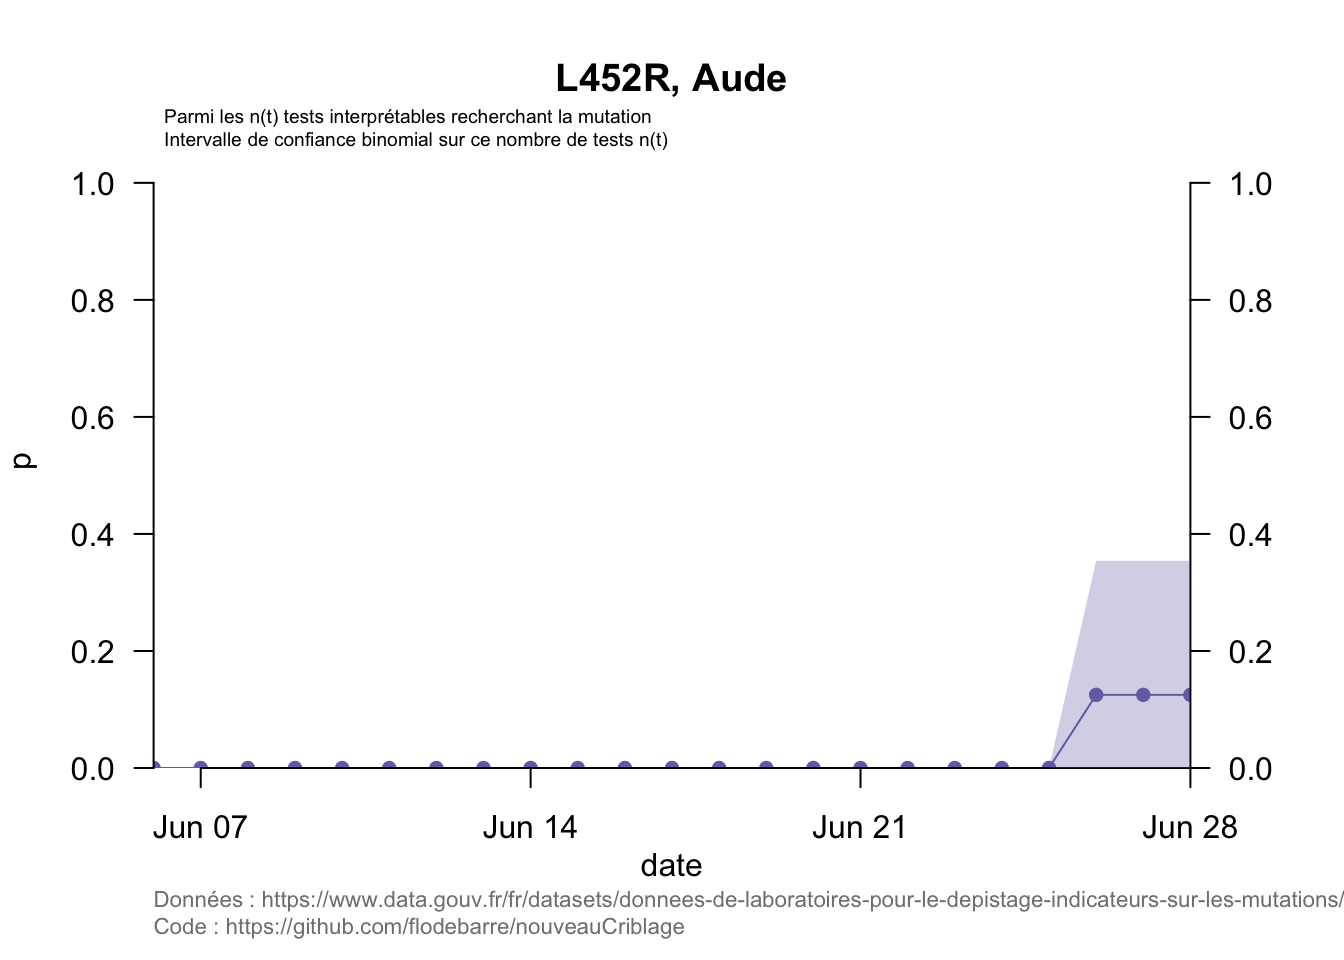 L452R, Aude
Parmi les n(t) tests interprétables recherchant la mutation
Intervalle de confiance binomial sur ce nombre de tests n(t)
1.0
0.8
0.6
0.4
0.2
0.0
p
1.0
0.8
0.6
0.4
0.2
0.0
Jun 07 Jun 14 Jun 21 Jun 28
date
Données : https://www.data.gouv.fr/fr/datasets/donnees-de-laboratoires-pour-le-depistage-indicateurs-sur-les-mutations/
Code : https://github.com/flodebarre/nouveauCriblage